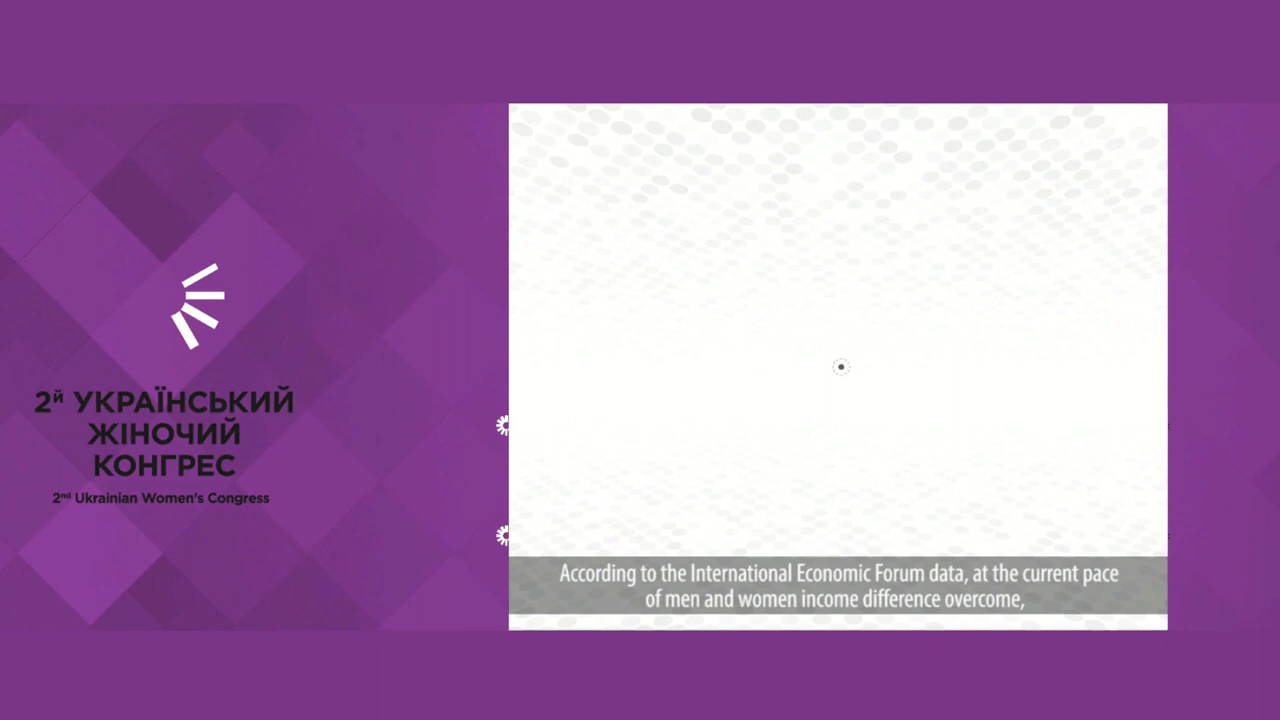 2й УКРАЇНСЬКИЙ
ЖІНОЧИЙ
КОНГРЕС
2nd Ukrainian Women's Congress
According to the International Economic Forum data, at the current pace
of men and women income difference overcome,